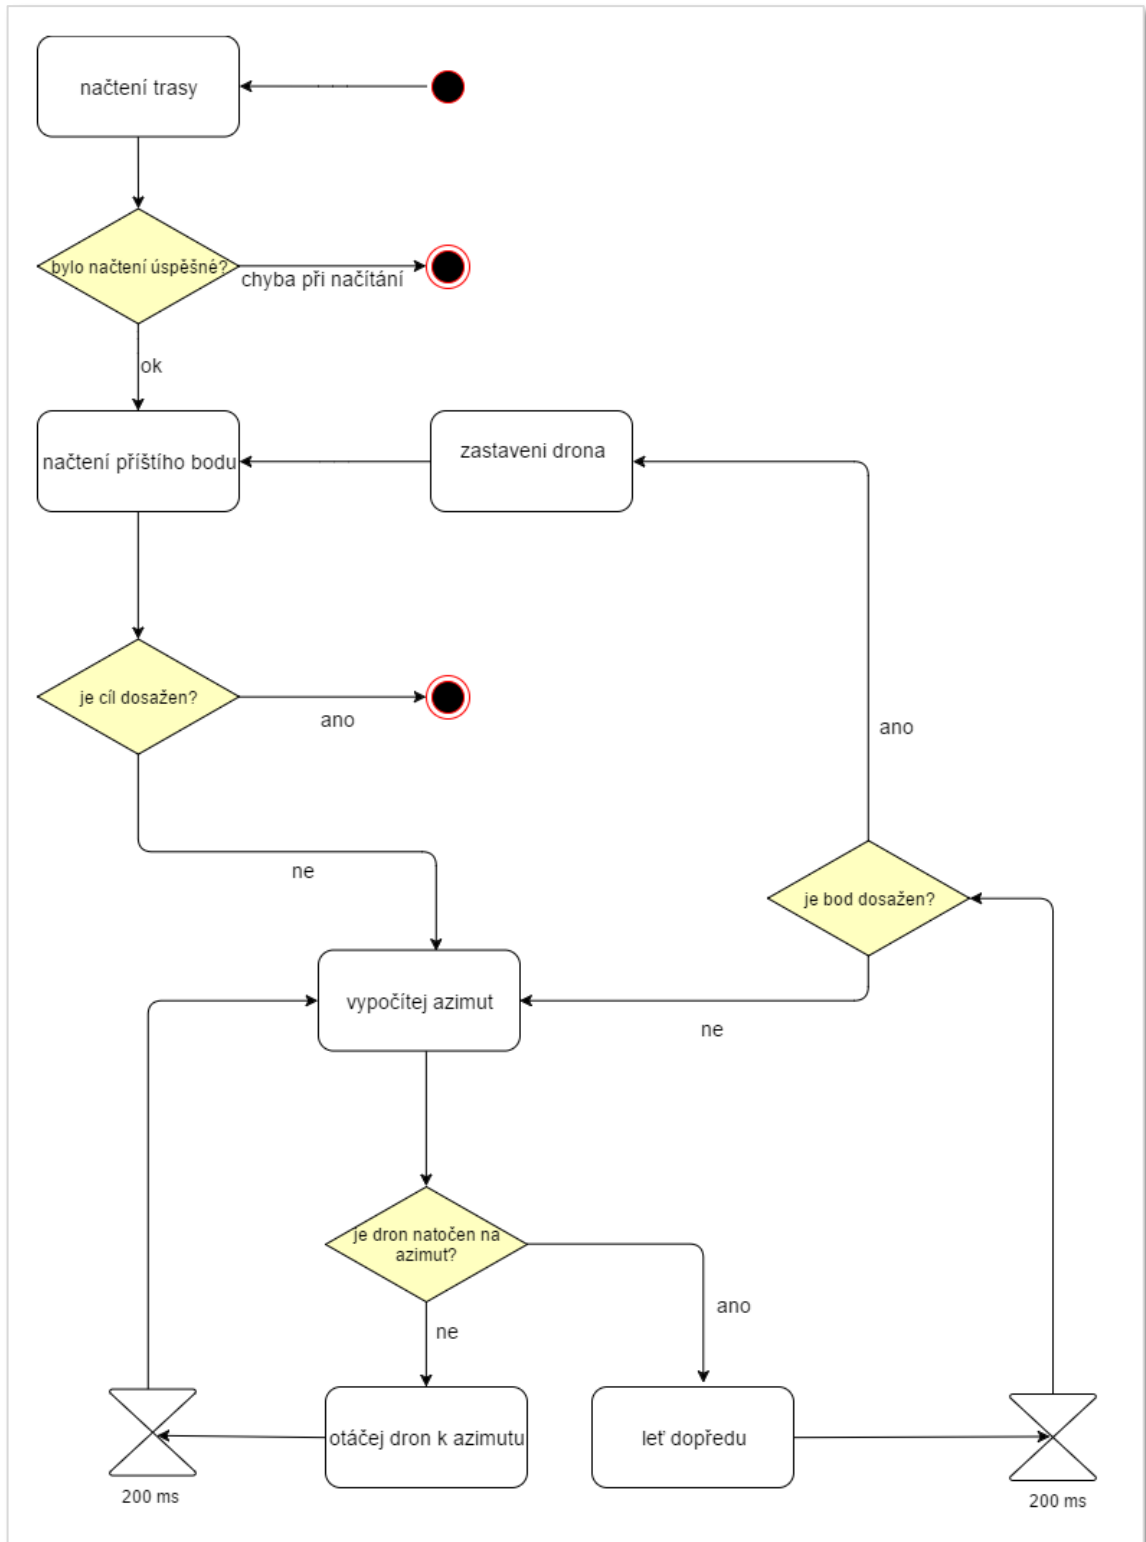 načtení trasy
bylo načtení úspěšné?
chyba při načítání
ok
načtení příštího bodu
zastaveni drona
je cíl dosažen?
ano
ano
ne
je bod dosažen?
vypočítej azimut
ne
je dron natočen na
azimut?
ano
ne
otáčej dron k azimutu
leť dopředu
200 ms
200 ms